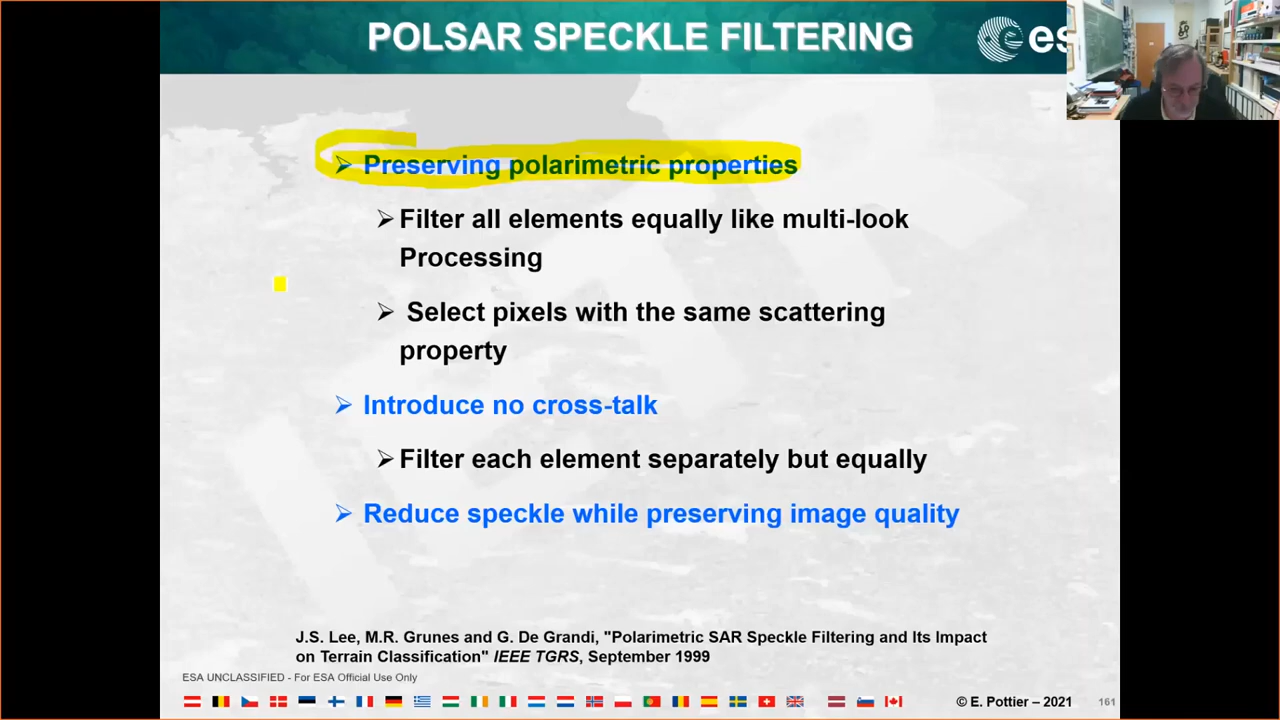 POLSAR SPECKLE FILTERING
es
➢ Preserving polarimetric properties
➢ Filter all elements equally like multi-look
Processing
➢ Select pixels with the same scattering
property
➢ Introduce no cross-talk
➢ Filter each element separately but equally
➢ Reduce speckle while preserving image quality
J.S. Lee, M.R. Grunes and G. De Grandi, "Polarimetric SAR Speckle Filtering and Its Impact
on Terrain Classification" IEEE TGRS, September 1999
ESA UNCLASSIFIED - For ESA Official Use Only
© E. Pottier – 2021
161